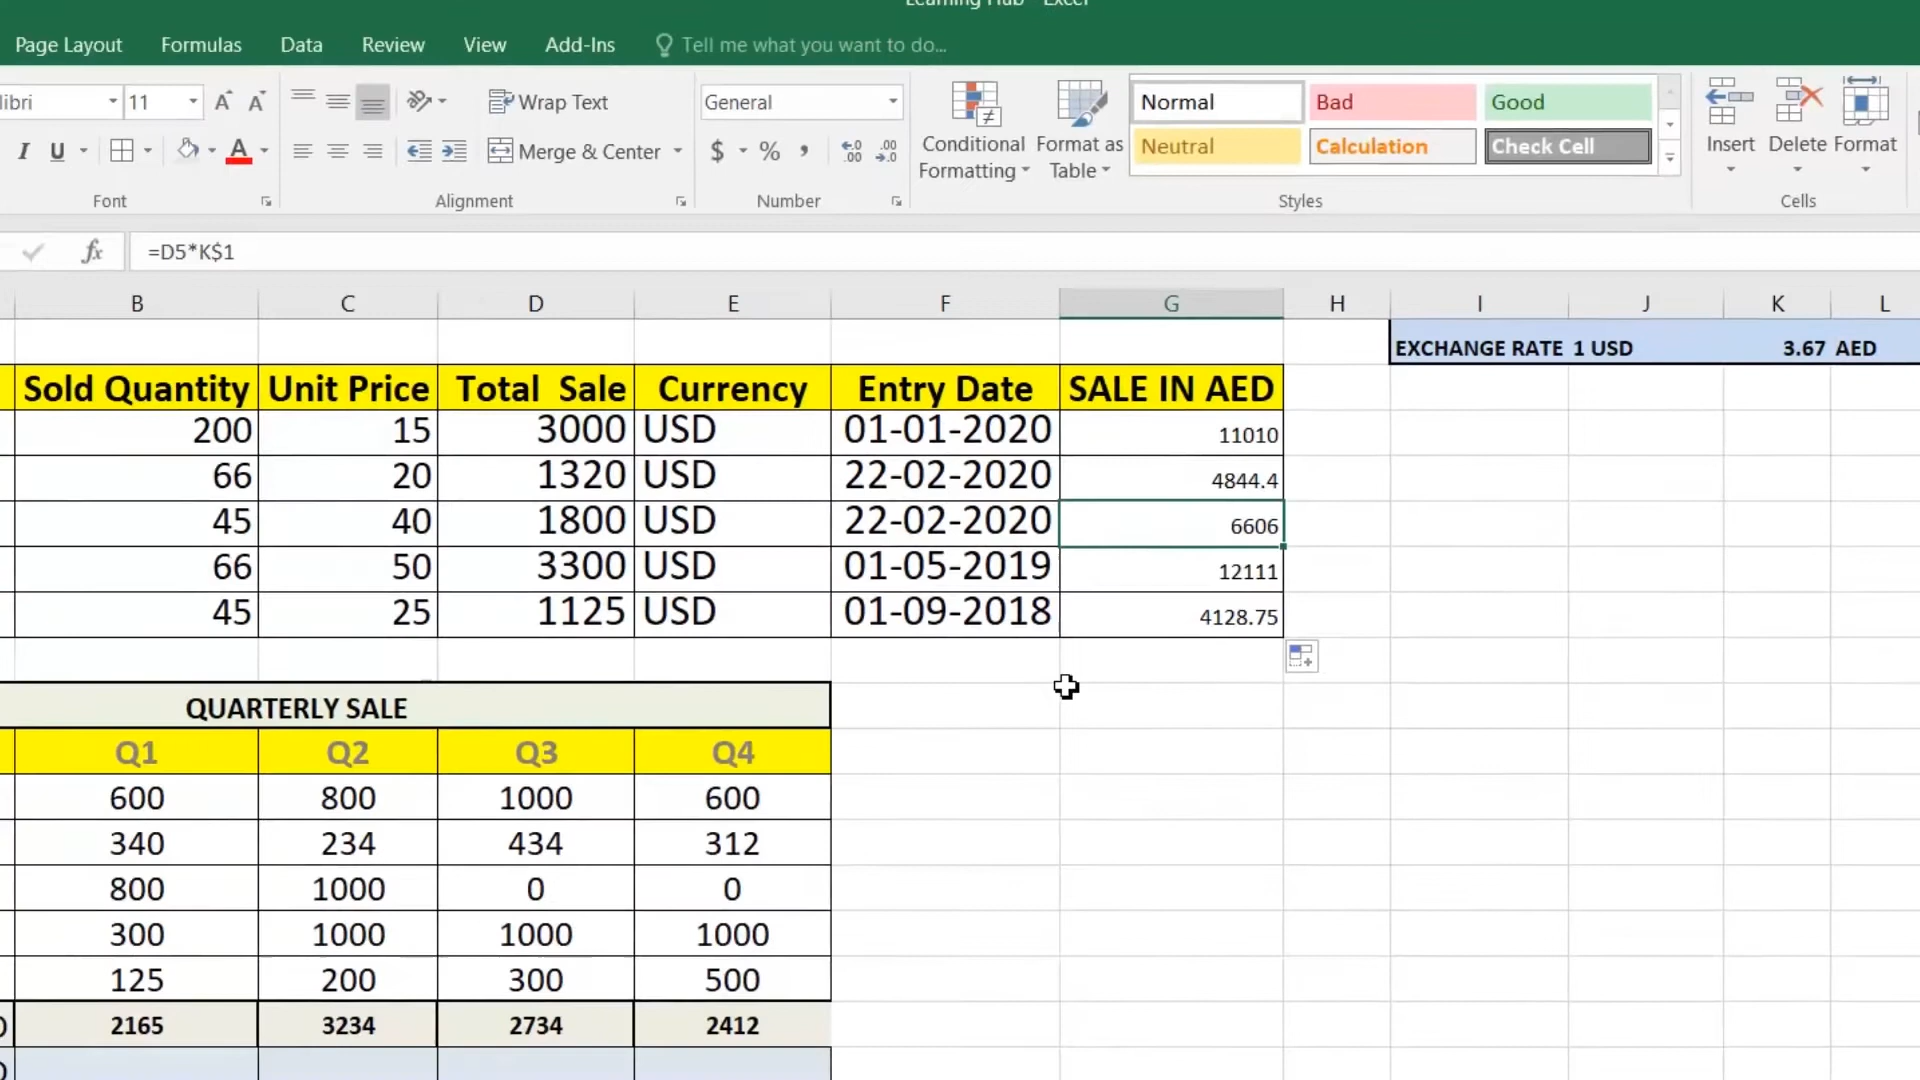 Learning Hub - Excel
Page Layout Formulas Data Review View Add-Ins Tell me what you want to do...
libri 11 A A Wrap Text General Normal Bad Good
I U A Merge & Center $ % , Conditional Formatting Format as Table Neutral Calculation Check Cell Insert Delete Format
Font Alignment Number Styles Cells
fx =D5*K$1
B C D E F G H I J K L
EXCHANGE RATE 1 USD 3.67 AED
Sold Quantity Unit Price Total Sale Currency Entry Date SALE IN AED
200 15 3000 USD 01-01-2020 11010
66 20 1320 USD 22-02-2020 4844.4
45 40 1800 USD 22-02-2020 6606
66 50 3300 USD 01-05-2019 12111
45 25 1125 USD 01-09-2018 4128.75
QUARTERLY SALE
Q1 Q2 Q3 Q4
600 800 1000 600
340 234 434 312
800 1000 0 0
300 1000 1000 1000
125 200 300 500
2165 3234 2734 2412